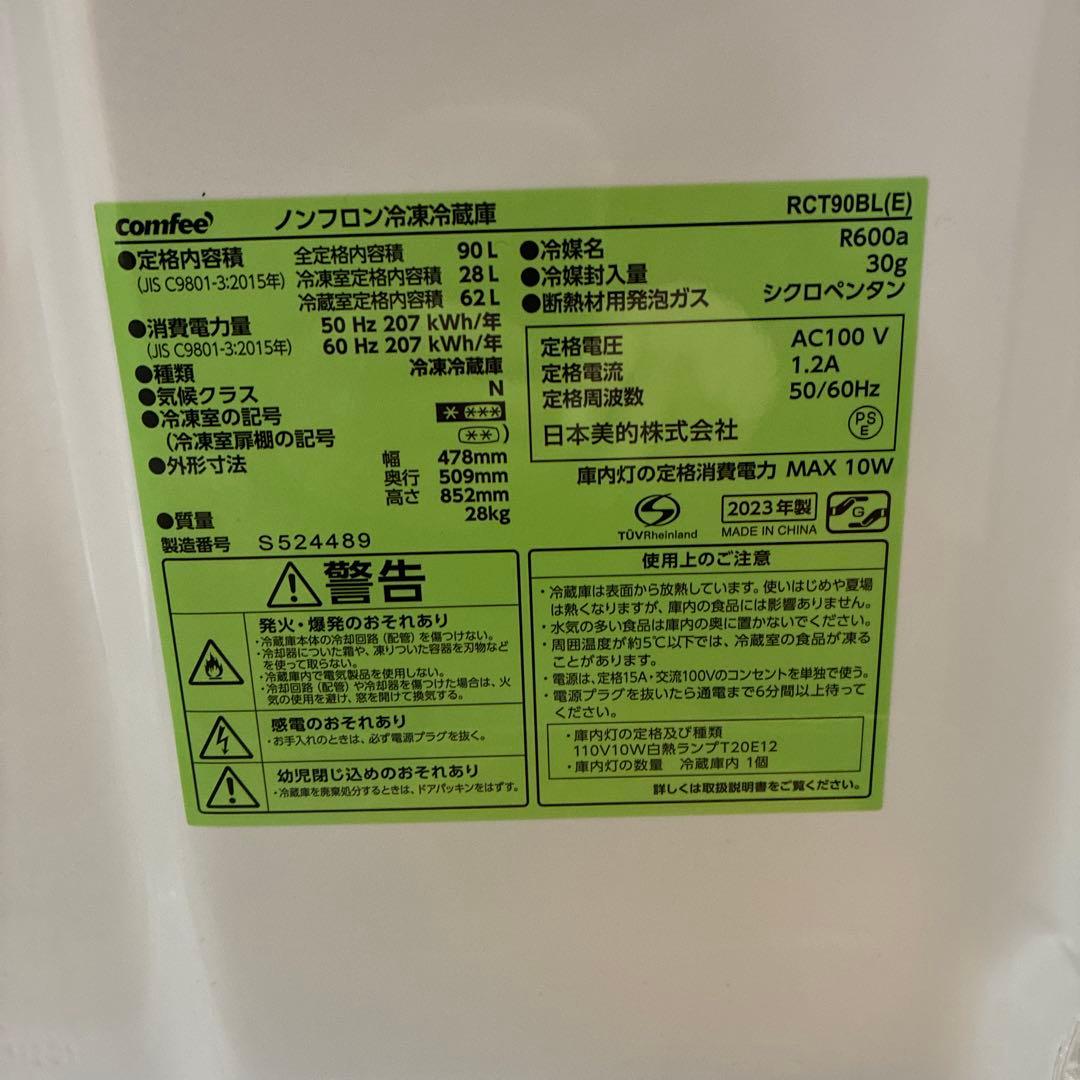 comfee ノンフロン冷凍冷蔵庫 RCT90BL(E)
●定格内容積 全定格内容積 90 L
(JIS C9801-3:2015年) 冷凍室定格内容積 28 L
冷蔵室定格内容積 62 L
●消費電力量 50 Hz 207 kWh/年
(JIS C9801-3:2015年) 60 Hz 207 kWh/年
●種類 冷凍冷蔵庫
●気候クラス N
●冷凍室の記号 * ***
(冷凍室扉棚の記号 **)
●外形寸法 幅 478mm
奥行 509mm
高さ 852mm
●質量 28kg
製造番号 S524489
●冷媒名 R600a
●冷媒封入量 30g
●断熱材用発泡ガス シクロペンタン
定格電圧 AC100 V
定格電流 1.2A
定格周波数 50/60Hz
日本美的株式会社 PSE
庫内灯の定格消費電力 MAX 10W
TÜVRheinland
2023年製
MADE IN CHINA
G
警告
発火・爆発のおそれあり
・冷蔵庫本体の冷却回路（配管）を傷つけない。
・冷却器についた霜や、凍りついた容器を刃物など
を使って取らない。
・冷蔵庫内で電気製品を使用しない。
・冷却回路（配管）や冷却器を傷つけた場合は、火
気の使用を避け、窓を開けて換気する。
感電のおそれあり
・お手入れのときは、必ず電源プラグを抜く。
幼児閉じ込めのおそれあり
・冷蔵庫を廃棄処分するときは、ドアパッキンをはずす。
使用上のご注意
・冷蔵庫は表面から放熱しています。使いはじめや夏場
は熱くなりますが、庫内の食品には影響ありません。
・水気の多い食品は庫内の奥に置かないでください。
・周囲温度が約5℃以下では、冷蔵室の食品が凍る
ことがあります。
・電源は、定格15A・交流100Vのコンセントを単独で使う。
・電源プラグを抜いたら通電まで6分間以上待って
ください。
・庫内灯の定格及び種類
110V10W白熱ランプT20E12
・庫内灯の数量 冷蔵庫内 1個
詳しくは取扱説明書をご覧ください。